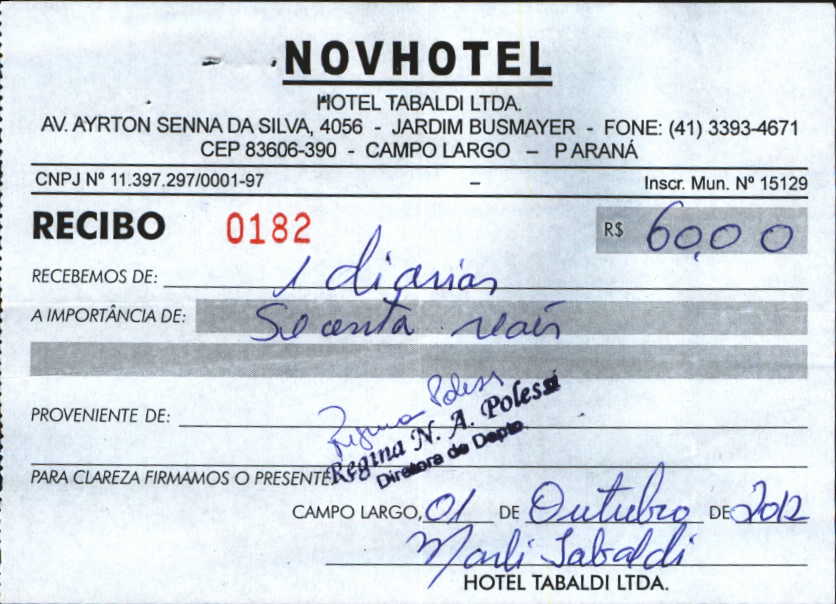 NOVHOTEL
HOTEL TABALDI LTDA.
AV. AYRTON SENNA DA SILVA, 4056 - JARDIM BUSMAYER - FONE: (41) 3393-4671
CEP 83606-390 - CAMPO LARGO - PARANÁ
CNPJ Nº 11.397.297/0001-97 - Inscr. Mun. Nº 15129
RECIBO 0182 R$ 60,00
RECEBEMOS DE: 1 diarias
A IMPORTÂNCIA DE: Secenta reais
PROVENIENTE DE:
Regina Polessi
Regina N. A. Polessi
Diretora de Depto
PARA CLAREZA FIRMAMOS O PRESENTE
CAMPO LARGO, 01 DE Outubro DE 2012
Marli Tabaldi
HOTEL TABALDI LTDA.